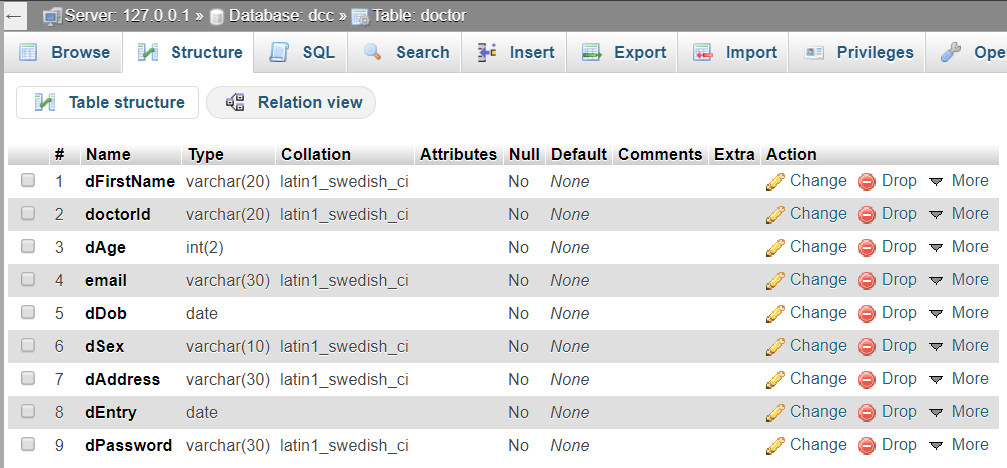 Server: 127.0.0.1 » Database: dcc » Table: doctor
Browse Structure SQL Search Insert Export Import Privileges Ope
Table structure Relation view
# Name Type Collation Attributes Null Default Comments Extra Action
1 dFirstName varchar(20) latin1_swedish_ci No None Change Drop More
2 doctorId varchar(20) latin1_swedish_ci No None Change Drop More
3 dAge int(2) No None Change Drop More
4 email varchar(30) latin1_swedish_ci No None Change Drop More
5 dDob date No None Change Drop More
6 dSex varchar(10) latin1_swedish_ci No None Change Drop More
7 dAddress varchar(30) latin1_swedish_ci No None Change Drop More
8 dEntry date No None Change Drop More
9 dPassword varchar(30) latin1_swedish_ci No None Change Drop More